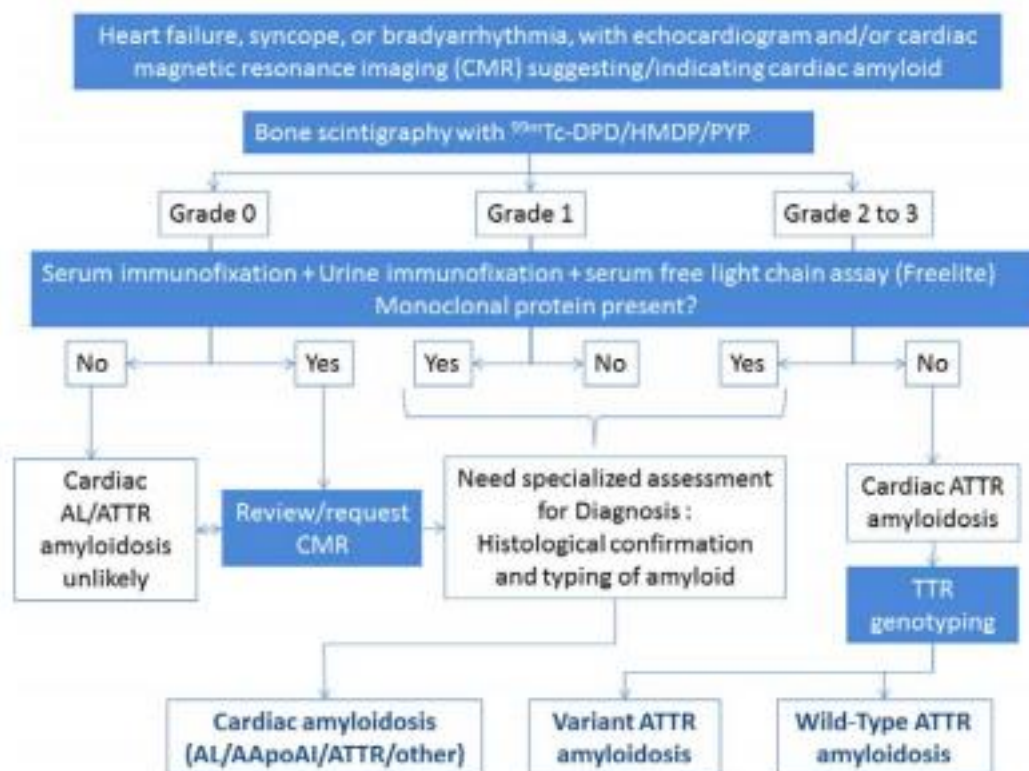 Heart failure, syncope, or bradyarrhythmia, with echocardiogram and/or cardiac
magnetic resonance imaging (CMR) suggesting/indicating cardiac amyloid
Bone scintigraphy with ⁹⁹ᵐTc-DPD/HMDP/PYP
Grade 0
Grade 1
Grade 2 to 3
Serum immunofixation + Urine immunofixation + serum free light chain assay (Freelite)
Monoclonal protein present?
No
Yes
Yes
No
Yes
No
Cardiac
AL/ATTR
amyloidosis
unlikely
Review/request
CMR
Need specialized assessment
for Diagnosis :
Histological confirmation
and typing of amyloid
Cardiac ATTR
amyloidosis
TTR
genotyping
Cardiac amyloidosis
(AL/AApoAI/ATTR/other)
Variant ATTR
amyloidosis
Wild-Type ATTR
amyloidosis